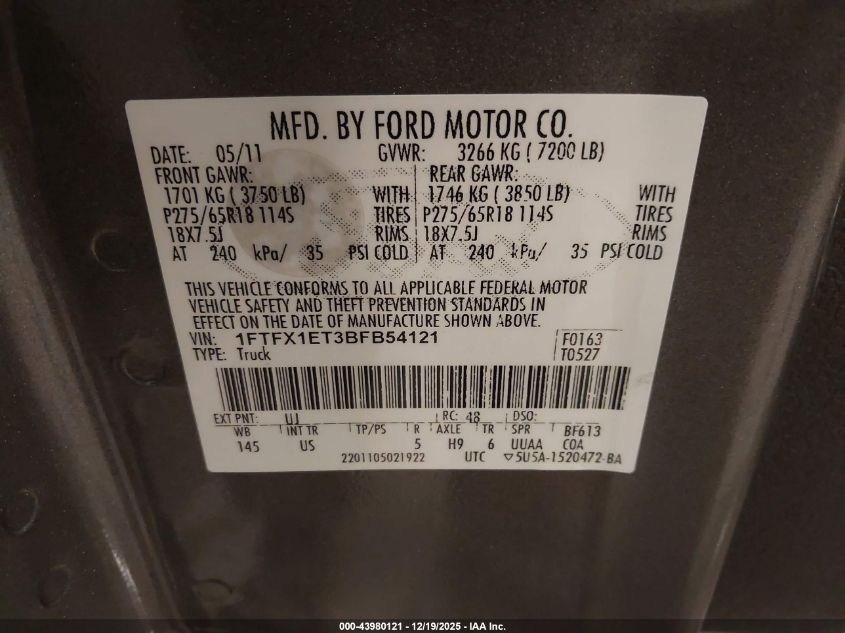 MFD. BY FORD MOTOR CO.
DATE: 05/11 GVWR: 3266 KG ( 7200 LB)
FRONT GAWR: REAR GAWR:
1701 KG ( 3750 LB) WITH 1746 KG ( 3850 LB) WITH
P275/65R18 114S TIRES P275/65R18 114S TIRES
18X7.5J RIMS 18X7.5J RIMS
AT 240 kPa/ 35 PSI COLD AT 240 kPa/ 35 PSI COLD
THIS VEHICLE CONFORMS TO ALL APPLICABLE FEDERAL MOTOR
VEHICLE SAFETY AND THEFT PREVENTION STANDARDS IN
EFFECT ON THE DATE OF MANUFACTURE SHOWN ABOVE.
VIN: 1FTFX1ET3BFB54121 F0163
TYPE: Truck T0527
EXT PNT: UJ RC: 48 DSO:
WB INT TR TP/PS R AXLE TR SPR BF613
145 US 5 H9 6 UUAA COA
2201105021922 UTC ▽5U5A-1520472-BA
000-43980121 - 12/19/2025 - IAA Inc.